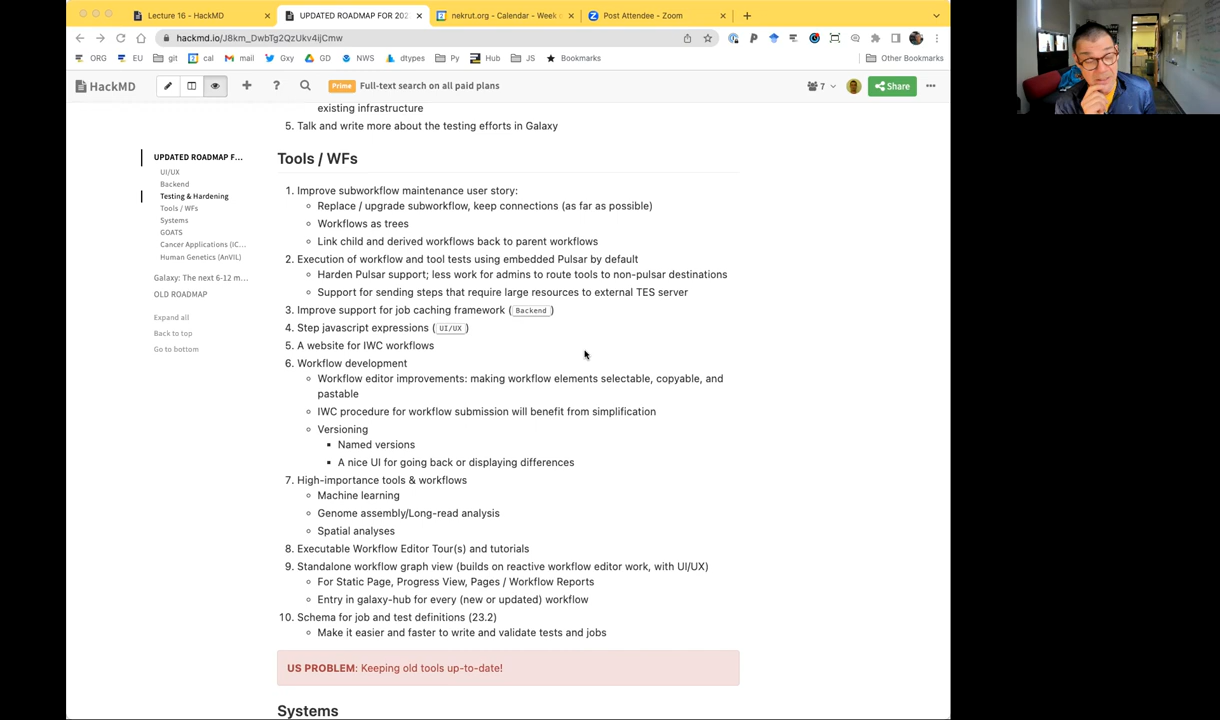 Lecture 16 - HackMD
UPDATED ROADMAP FOR 202
nekrut.org - Calendar - Week
Post Attendee - Zoom
hackmd.io/J8km_DwbTg2QzUkv4ijCmw
ORG
EU
git
cal
mail
Gxy
GD
NWS
dtypes
Py
Hub
JS
Bookmarks
Other Bookmarks
HackMD
Prime
Full-text search on all paid plans
7
Share
existing infrastructure
5. Talk and write more about the testing efforts in Galaxy
UPDATED ROADMAP F...
UI/UX
Backend
Testing & Hardening
Tools / WFs
Systems
GOATS
Cancer Applications (IC...
Human Genetics (AnVIL)
Galaxy: The next 6-12 m...
OLD ROADMAP
Expand all
Back to top
Go to bottom
Tools / WFs
1. Improve subworkflow maintenance user story:
Replace / upgrade subworkflow, keep connections (as far as possible)
Workflows as trees
Link child and derived workflows back to parent workflows
2. Execution of workflow and tool tests using embedded Pulsar by default
Harden Pulsar support; less work for admins to route tools to non-pulsar destinations
Support for sending steps that require large resources to external TES server
3. Improve support for job caching framework ( Backend )
4. Step javascript expressions ( UI/UX )
5. A website for IWC workflows
6. Workflow development
Workflow editor improvements: making workflow elements selectable, copyable, and
pastable
IWC procedure for workflow submission will benefit from simplification
Versioning
Named versions
A nice UI for going back or displaying differences
7. High-importance tools & workflows
Machine learning
Genome assembly/Long-read analysis
Spatial analyses
8. Executable Workflow Editor Tour(s) and tutorials
9. Standalone workflow graph view (builds on reactive workflow editor work, with UI/UX)
For Static Page, Progress View, Pages / Workflow Reports
Entry in galaxy-hub for every (new or updated) workflow
10. Schema for job and test definitions (23.2)
Make it easier and faster to write and validate tests and jobs
US PROBLEM: Keeping old tools up-to-date!
Systems